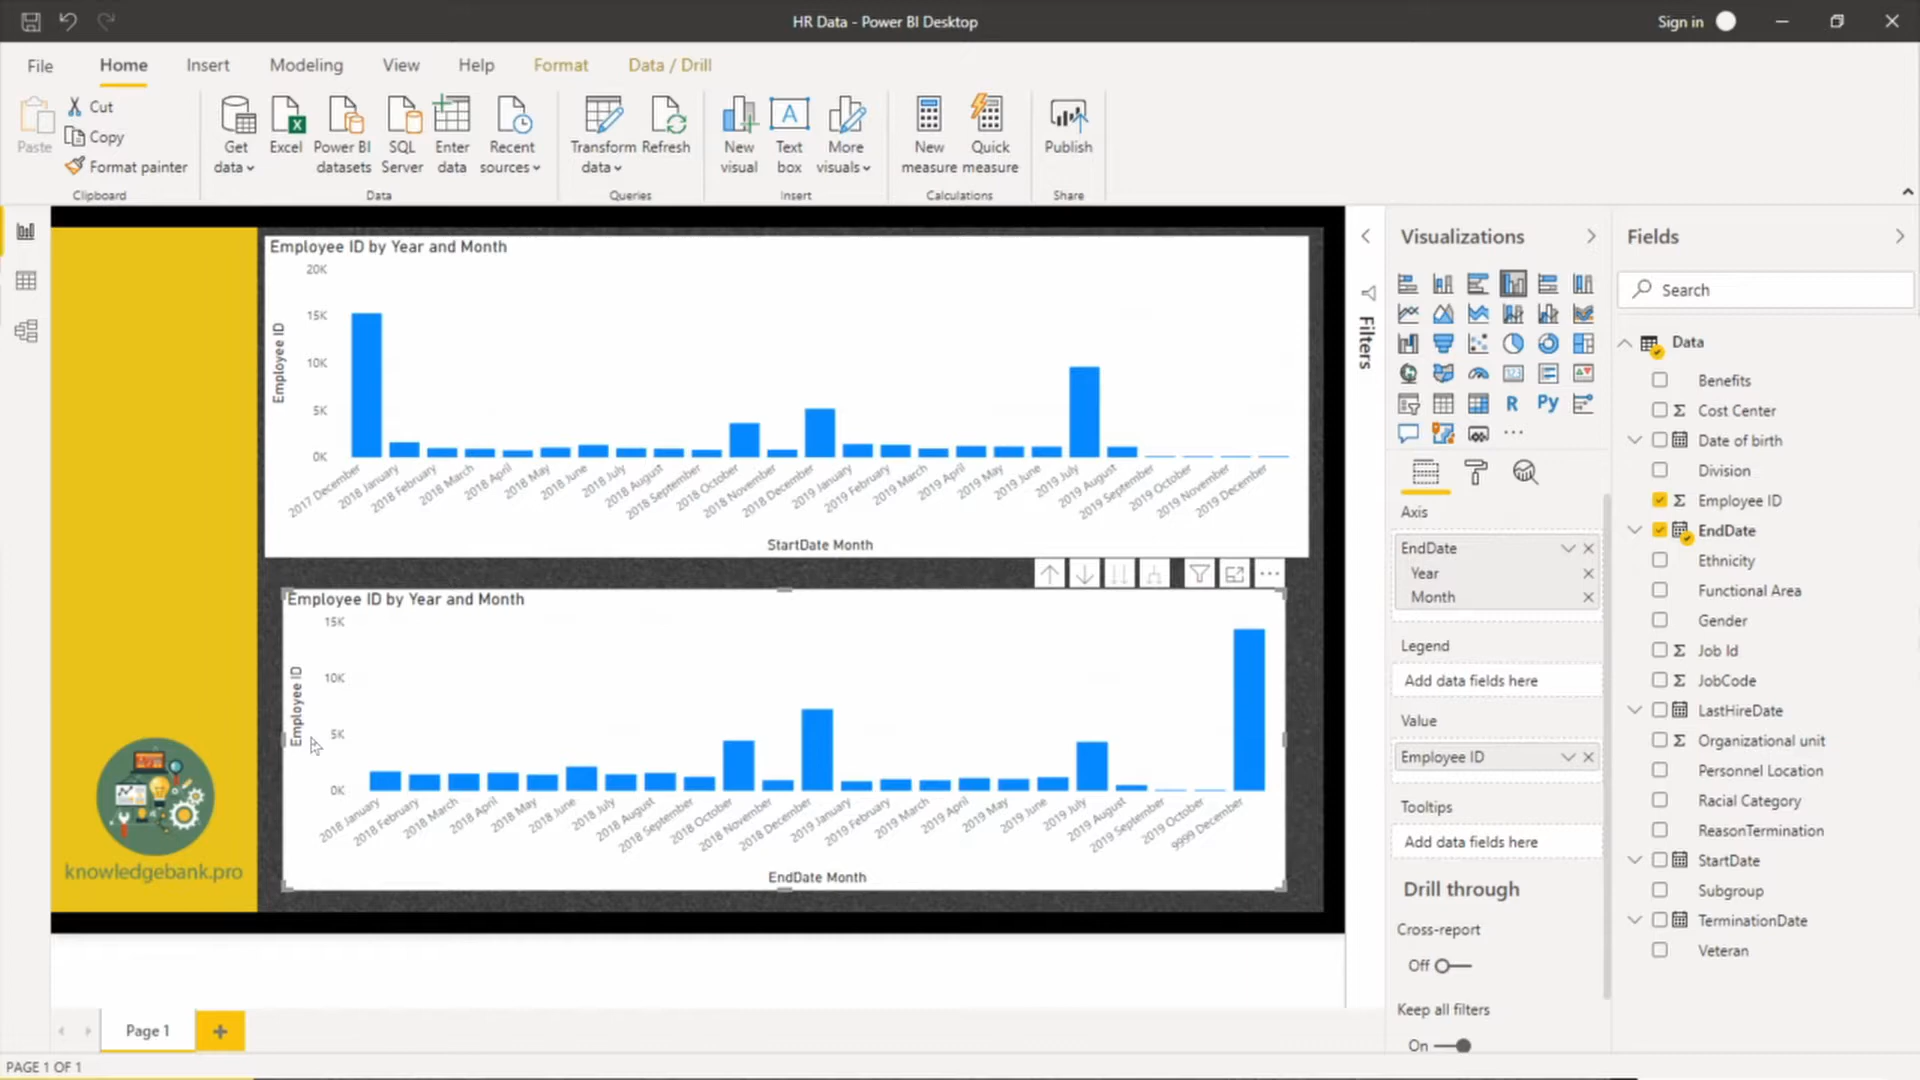 HR Data - Power BI Desktop
Sign in
File Home Insert Modeling View Help Format Data / Drill
Paste
Cut
Copy
Format painter
Clipboard
Get data
Excel
Power BI datasets
SQL Server
Enter data
Recent sources
Data
Transform data
Refresh
Queries
New visual
Text box
More visuals
Insert
New measure
Quick measure
Calculations
Publish
Share
Employee ID by Year and Month
20K
15K
10K
5K
0K
Employee ID
2017 December
2018 January
2018 February
2018 March
2018 April
2018 May
2018 June
2018 July
2018 August
2018 September
2018 October
2018 November
2018 December
2019 January
2019 February
2019 March
2019 April
2019 May
2019 June
2019 July
2019 August
2019 September
2019 October
2019 November
2019 December
StartDate Month
Employee ID by Year and Month
15K
10K
5K
0K
Employee ID
2018 January
2018 February
2018 March
2018 April
2018 May
2018 June
2018 July
2018 August
2018 September
2018 October
2018 November
2018 December
2019 January
2019 February
2019 March
2019 April
2019 May
2019 June
2019 July
2019 August
2019 September
2019 October
9999 December
EndDate Month
knowledgebank.pro
Filters
Visualizations
R Py
123
Axis
EndDate
Year
Month
Legend
Add data fields here
Value
Employee ID
Tooltips
Add data fields here
Drill through
Cross-report
Off
Keep all filters
On
Fields
Search
Data
Benefits
Cost Center
Date of birth
Division
Employee ID
EndDate
Ethnicity
Functional Area
Gender
Job Id
JobCode
LastHireDate
Organizational unit
Personnel Location
Racial Category
ReasonTermination
StartDate
Subgroup
TerminationDate
Veteran
Page 1
PAGE 1 OF 1